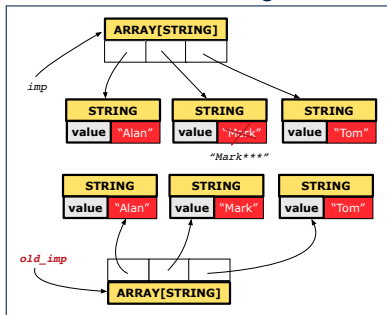 ARRAY[STRING]
imp
STRING STRING STRING
value "Alan" value "Mark" value "Tom"
"Mark***"
STRING STRING STRING
value "Alan" value "Mark" value "Tom"
old_imp
ARRAY[STRING]